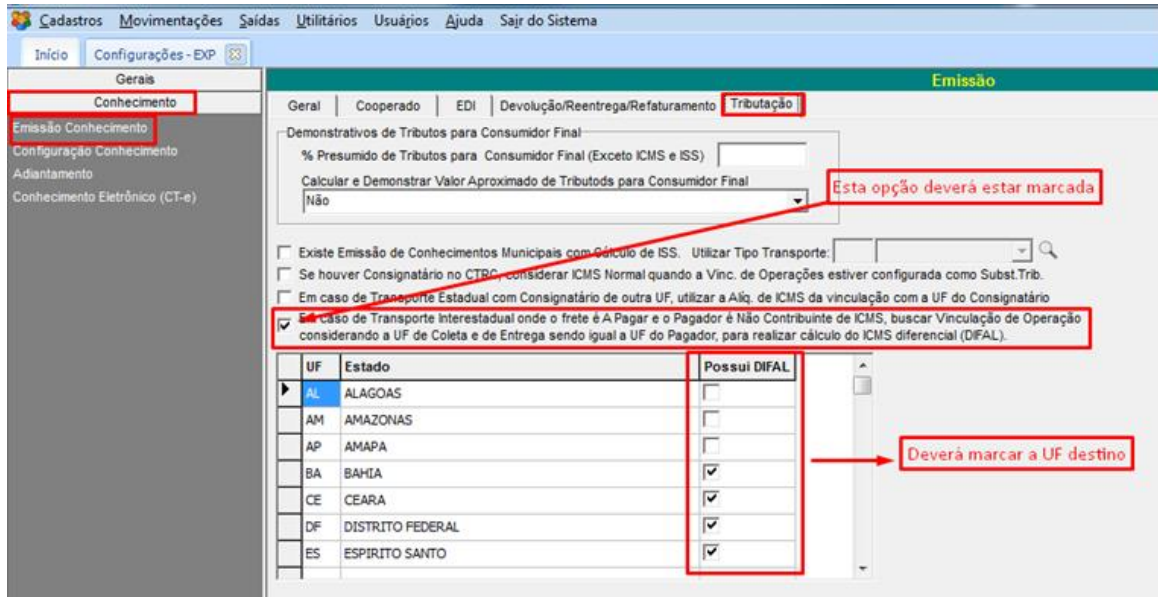 Cadastros Movimentações Saídas Utilitários Usuários Ajuda Sair do Sistema
Início Configurações - EXP
Gerais
Conhecimento
Emissão Conhecimento
Configuração Conhecimento
Adiantamento
Conhecimento Eletrônico (CT-e)
Emissão
Geral Cooperado EDI Devolução/Reentrega/Refaturamento Tributação
Demonstrativos de Tributos para Consumidor Final
% Presumido de Tributos para Consumidor Final (Exceto ICMS e ISS)
Calcular e Demonstrar Valor Aproximado de Tributods para Consumidor Final
Não
Esta opção deverá estar marcada
Existe Emissão de Conhecimentos Municipais com Cálculo de ISS. Utilizar Tipo Transporte:
Se houver Consignatário no CTRC, considerar ICMS Normal quando a Vinc. de Operações estiver configurada como Subst.Trib.
Em caso de Transporte Estadual com Consignatário de outra UF, utilizar a Alíq. de ICMS da vinculação com a UF do Consignatário
Em caso de Transporte Interestadual onde o frete é A Pagar e o Pagador é Não Contribuinte de ICMS, buscar Vinculação de Operação
considerando a UF de Coleta e de Entrega sendo igual a UF do Pagador, para realizar cálculo do ICMS diferencial (DIFAL).
UF Estado Possui DIFAL
AL ALAGOAS
AM AMAZONAS
AP AMAPA
BA BAHIA
Deverá marcar a UF destino
CE CEARA
DF DISTRITO FEDERAL
ES ESPIRITO SANTO